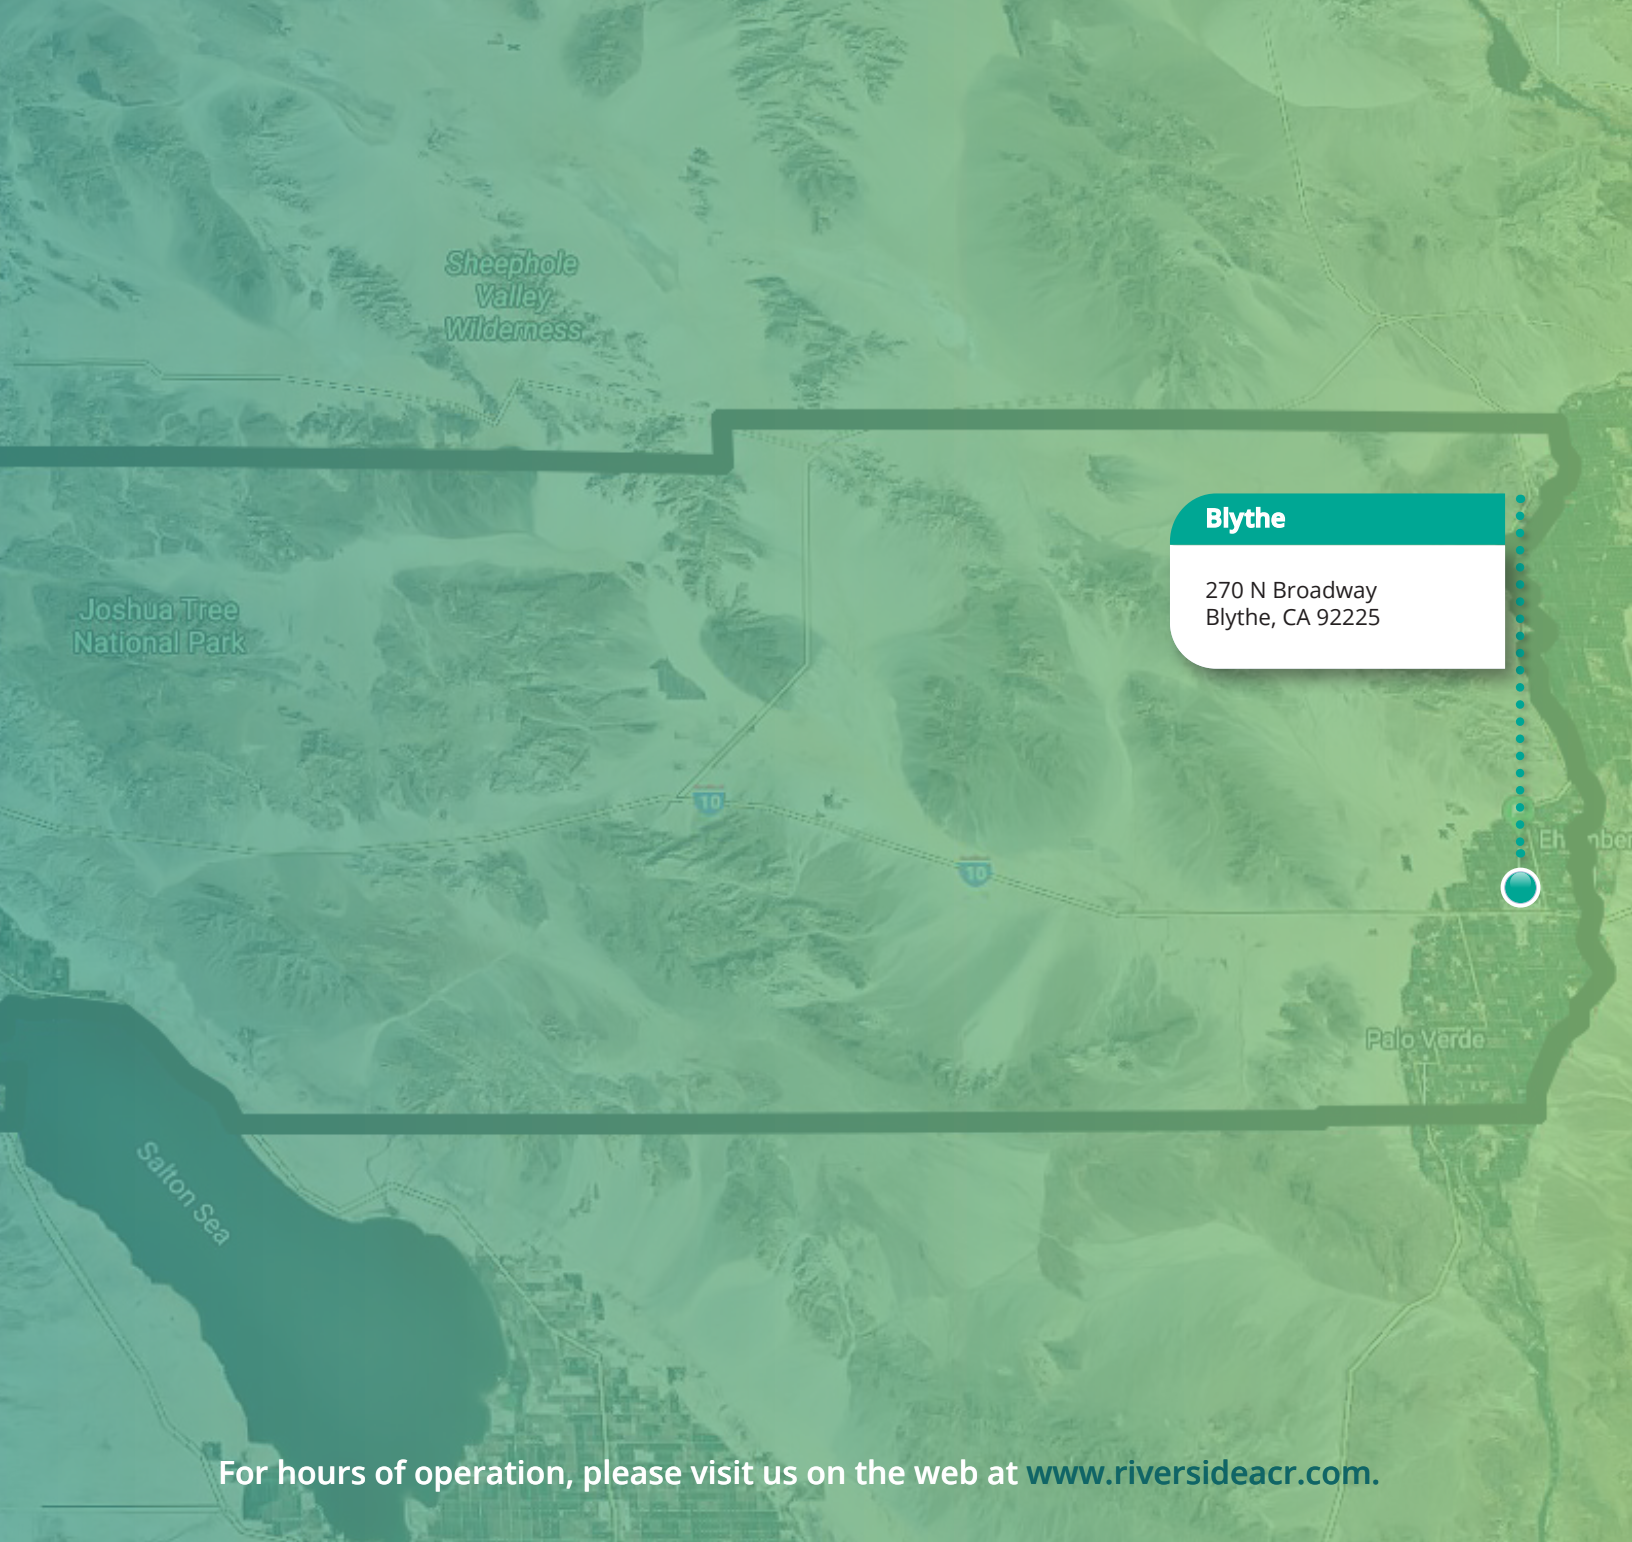 Sheephole
Valley
Wilderness
Blythe
270 N Broadway
Blythe, CA 92225
Joshua Tree
National Park
10
10
Palo Verde
Salton Sea
For hours of operation, please visit us on the web at www.riversideacr.com.